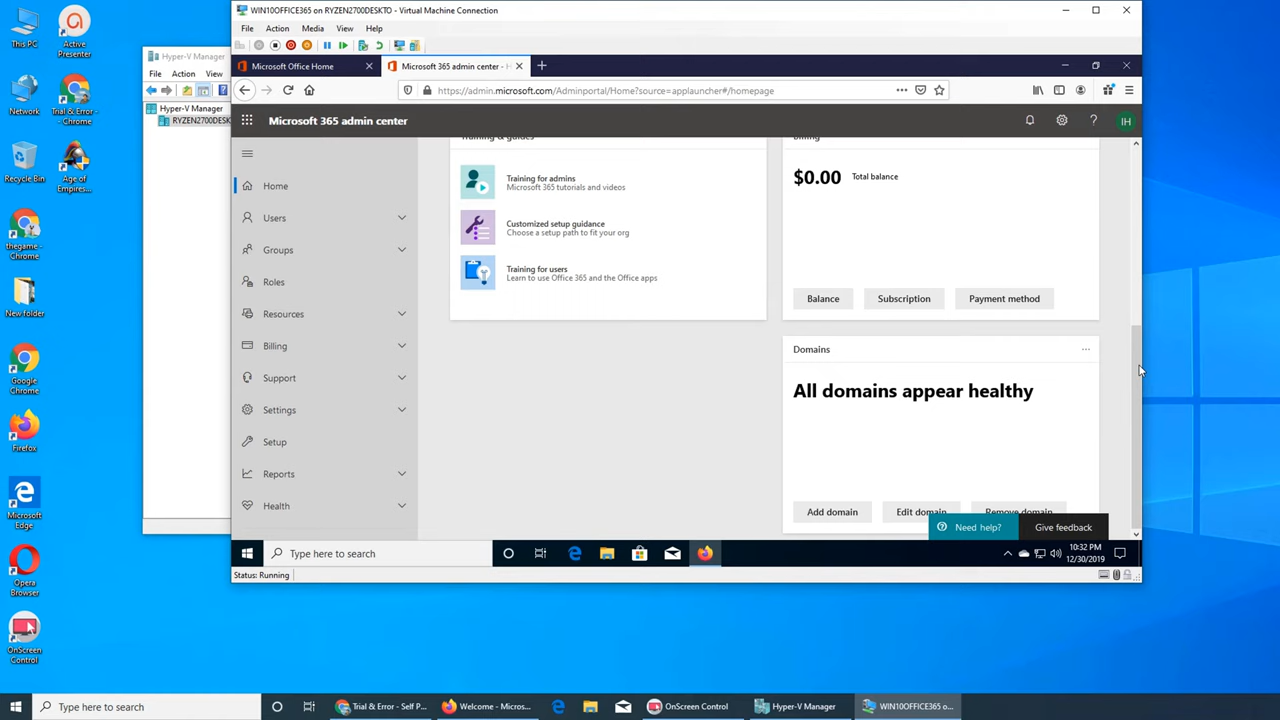 This PC
Active
Presenter
Network
Trial & Error -
- Chrome
Recycle Bin
Age of
Empires...
thegame -
Chrome
New folder
Google
Chrome
Firefox
Microsoft
Edge
Opera
Browser
OnScreen
Control
Hyper-V Manager
File Action View
Hyper-V Manager
RYZEN2700DESK
WIN10OFFICE365 on RYZEN2700DESKTO - Virtual Machine Connection
File Action Media View Help
Microsoft Office Home
Microsoft 365 admin center - H
https://admin.microsoft.com/Adminportal/Home?source=applauncher#/homepage
Microsoft 365 admin center
IH
Home
Users
Groups
Roles
Resources
Billing
Support
Settings
Setup
Reports
Health
Training & guides
Training for admins
Microsoft 365 tutorials and videos
Customized setup guidance
Choose a setup path to fit your org
Training for users
Learn to use Office 365 and the Office apps
Billing
$0.00 Total balance
Balance Subscription Payment method
Domains
All domains appear healthy
Add domain Edit domain Remove domain
Need help? Give feedback
Type here to search
10:32 PM
12/30/2019
Status: Running
Type here to search
Trial & Error - Self P...
Welcome - Micros...
OnScreen Control
Hyper-V Manager
WIN10OFFICE365 o...